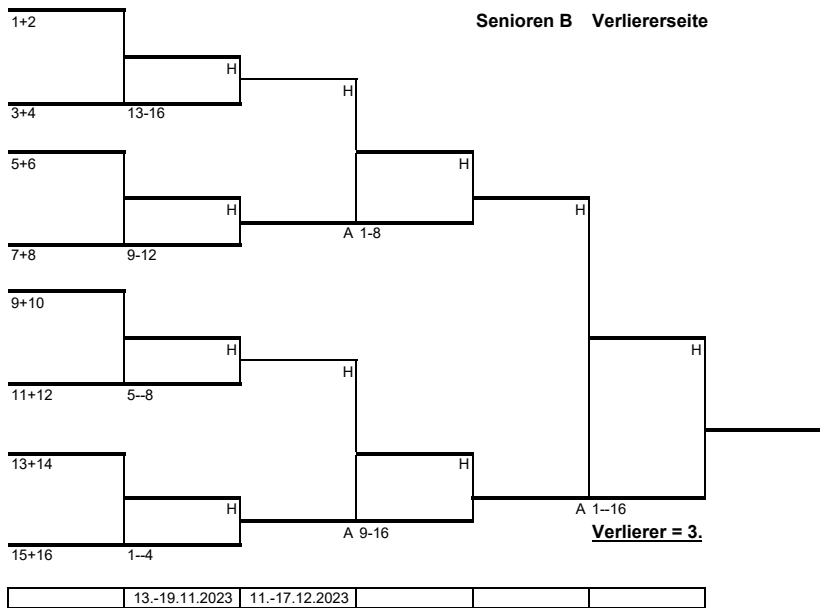 Senioren B Verliererseite
1+2
H
H
3+4 13-16
5+6
H
H
H
A 1-8
7+8 9-12
9+10
H
H
H
11+12 5--8
13+14
H
H
A 1--16
A 9-16
Verlierer = 3.
15+16 1--4
13.-19.11.2023 11.-17.12.2023